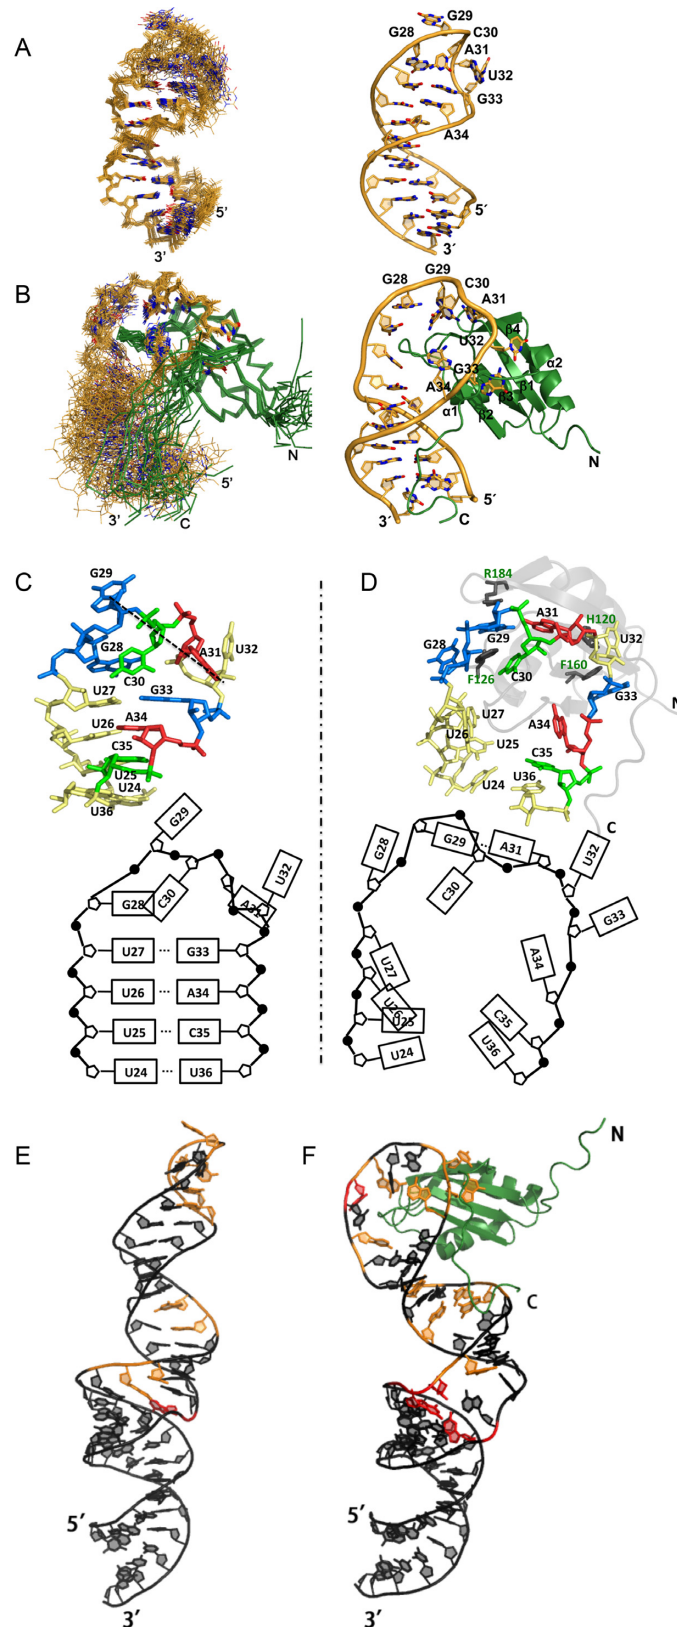 A
G29
G28
C30
A31
U32
G33
A34
5'
3'
5´
3´
B
G28
G29
C30
A31
U32
β4
α2
G33
β1
A34
β3
α1
β2
N
5'
3'
C
N
5´
3´
C
C
G29
G28
A31
U32
C30
U27
G33
U26
A34
C35
U25
U24
U36
D
R184
A31
H120
G29
U32
G28
C30
F160
F126
G33
N
U27
A34
U26
U25
C35
U24
U36
C
G29
U32
C30
A31
G28
U27 ... G33
U26 ... A34
U25 ... C35
U24 ... U36
G28
G29 ... A31
U32
C30
G33
U27
A34
U26
U25
C35
U36
U24
E
F
N
C
5´
3´
5´
3´